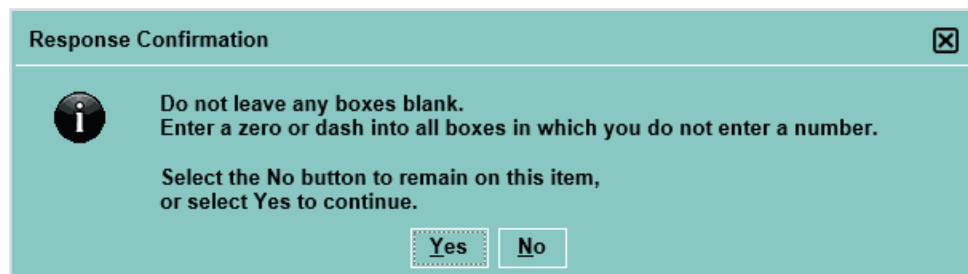 Response Confirmation
Do not leave any boxes blank.
Enter a zero or dash into all boxes in which you do not enter a number.
Select the No button to remain on this item,
or select Yes to continue.
Yes No